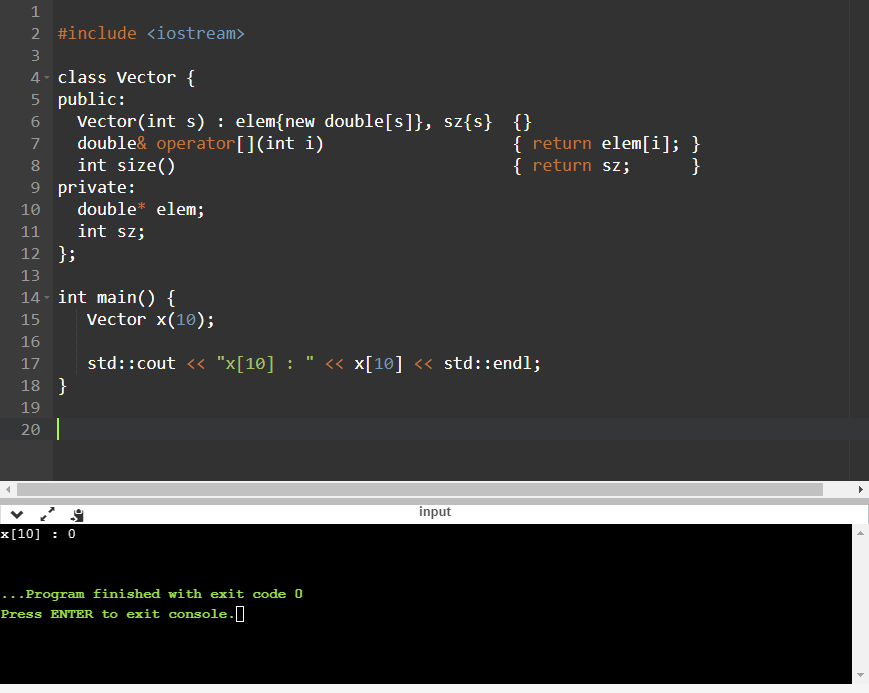 1
2 #include <iostream>
3
4 class Vector {
5 public:
6   Vector(int s) : elem{new double[s]}, sz{s}  {}
7   double& operator[](int i)                   { return elem[i]; }
8   int size()                                  { return sz;      }
9 private:
10   double* elem;
11   int sz;
12 };
13
14 int main() {
15    Vector x(10);
16
17    std::cout << "x[10] : " << x[10] << std::endl;
18 }
19
20
input
x[10] : 0
...Program finished with exit code 0
Press ENTER to exit console.